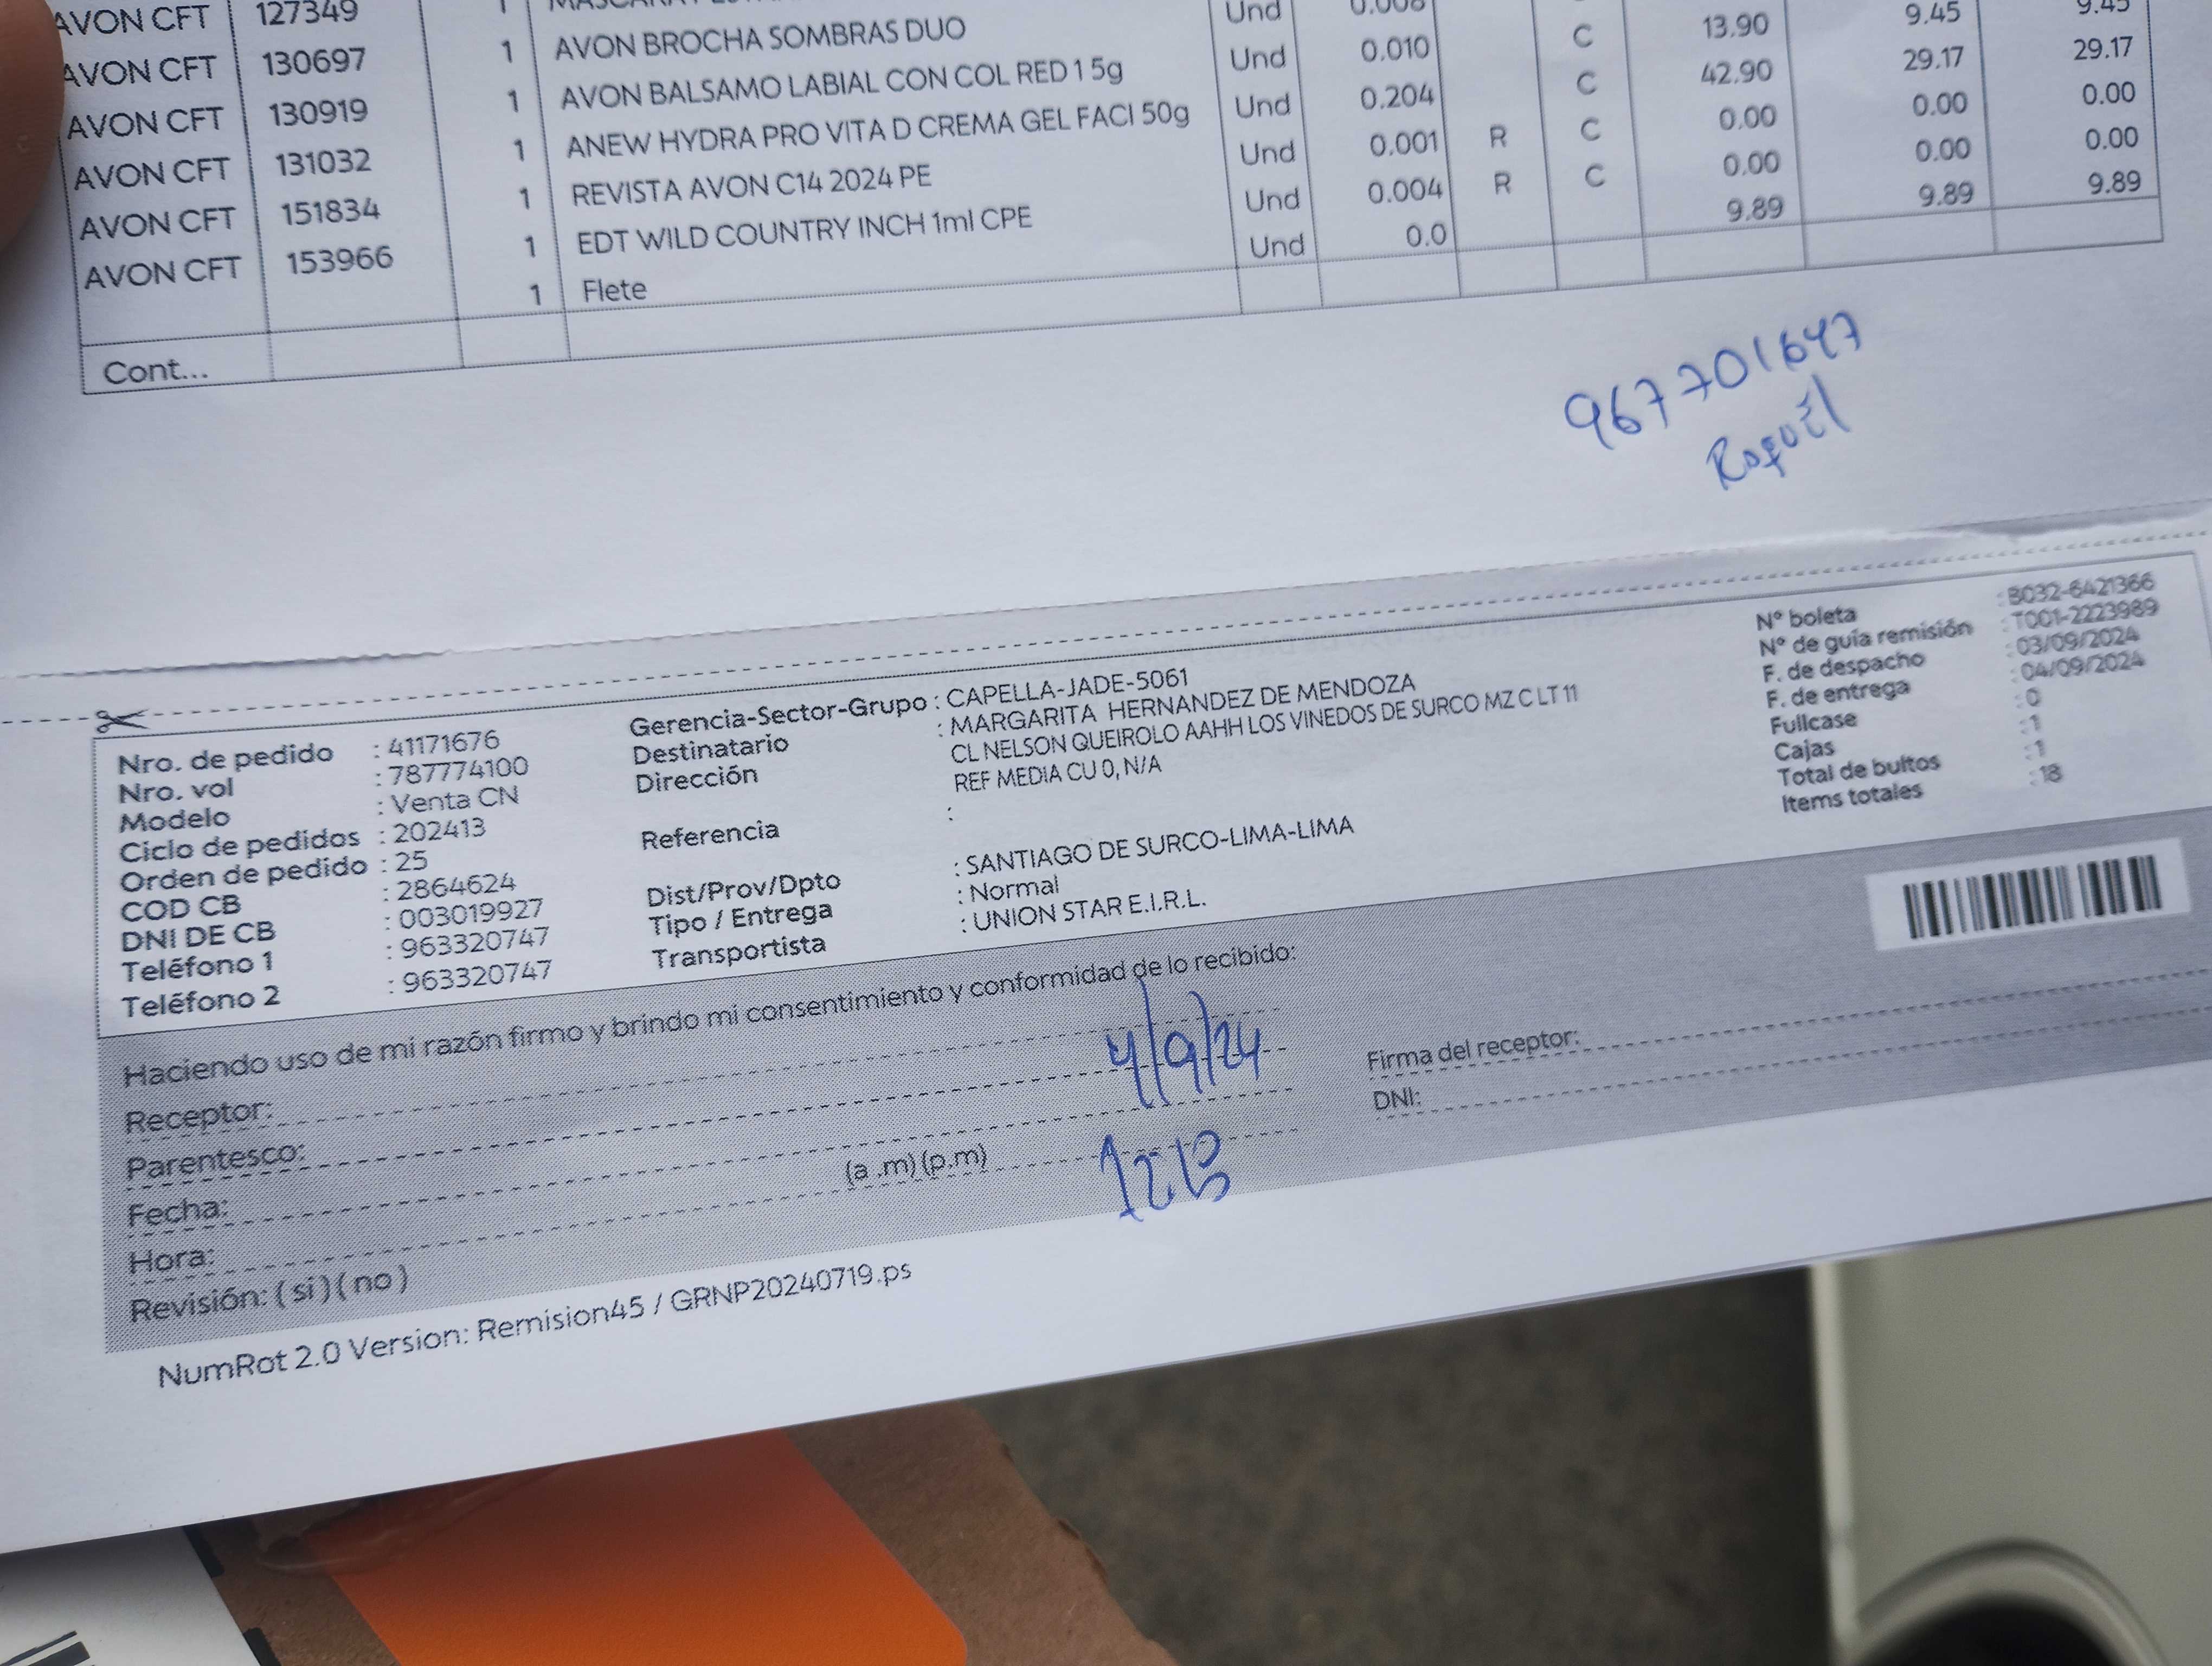 AVON CFT 127349 1
AVON CFT 130697 1 AVON BROCHA SOMBRAS DUO Und
AVON CFT 130919 1 AVON BALSAMO LABIAL CON COL RED 1 5g Und 0.010 C 13.90 9.45 9.45
AVON CFT 131032 1 ANEW HYDRA PRO VITA D CREMA GEL FACI 50g Und 0.204 C 42.90 29.17 29.17
AVON CFT 151834 1 REVISTA AVON C14 2024 PE Und 0.001 R C 0.00 0.00 0.00
AVON CFT 153966 1 EDT WILD COUNTRY INCH 1ml CPE Und 0.004 R C 0.00 0.00 0.00
1 Flete Und 0.0 9.89 9.89 9.89
Cont...
967701647
Raquél
Nro. de pedido : 41171676
Nro. vol : 787774100
Modelo : Venta CN
Ciclo de pedidos : 202413
Orden de pedido : 25
COD CB : 2864624
DNI DE CB : 003019927
Teléfono 1 : 963320747
Teléfono 2 : 963320747
Gerencia-Sector-Grupo : CAPELLA-JADE-5061
Destinatario : MARGARITA HERNANDEZ DE MENDOZA
Dirección CL NELSON QUEIROLO AAHH LOS VINEDOS DE SURCO MZ C LT 11
REF MEDIA CU 0, N/A
Referencia :
Dist/Prov/Dpto : SANTIAGO DE SURCO-LIMA-LIMA
Tipo / Entrega : Normal
Transportista : UNION STAR E.I.R.L.
N° boleta : B032-6421366
N° de guía remisión : T001-2223989
F. de despacho : 03/09/2024
F. de entrega : 04/09/2024
Fullcase : 0
Cajas : 1
Total de bultos : 1
Items totales : 18
Haciendo uso de mi razón firmo y brindo mi consentimiento y conformidad de lo recibido:
Receptor:
Parentesco:
Fecha: 4/9/24
Hora: (a .m) (p.m)
Revisión: ( si ) ( no )
Firma del receptor:
DNI:
NumRot 2.0 Version: Remision45 / GRNP20240719.ps